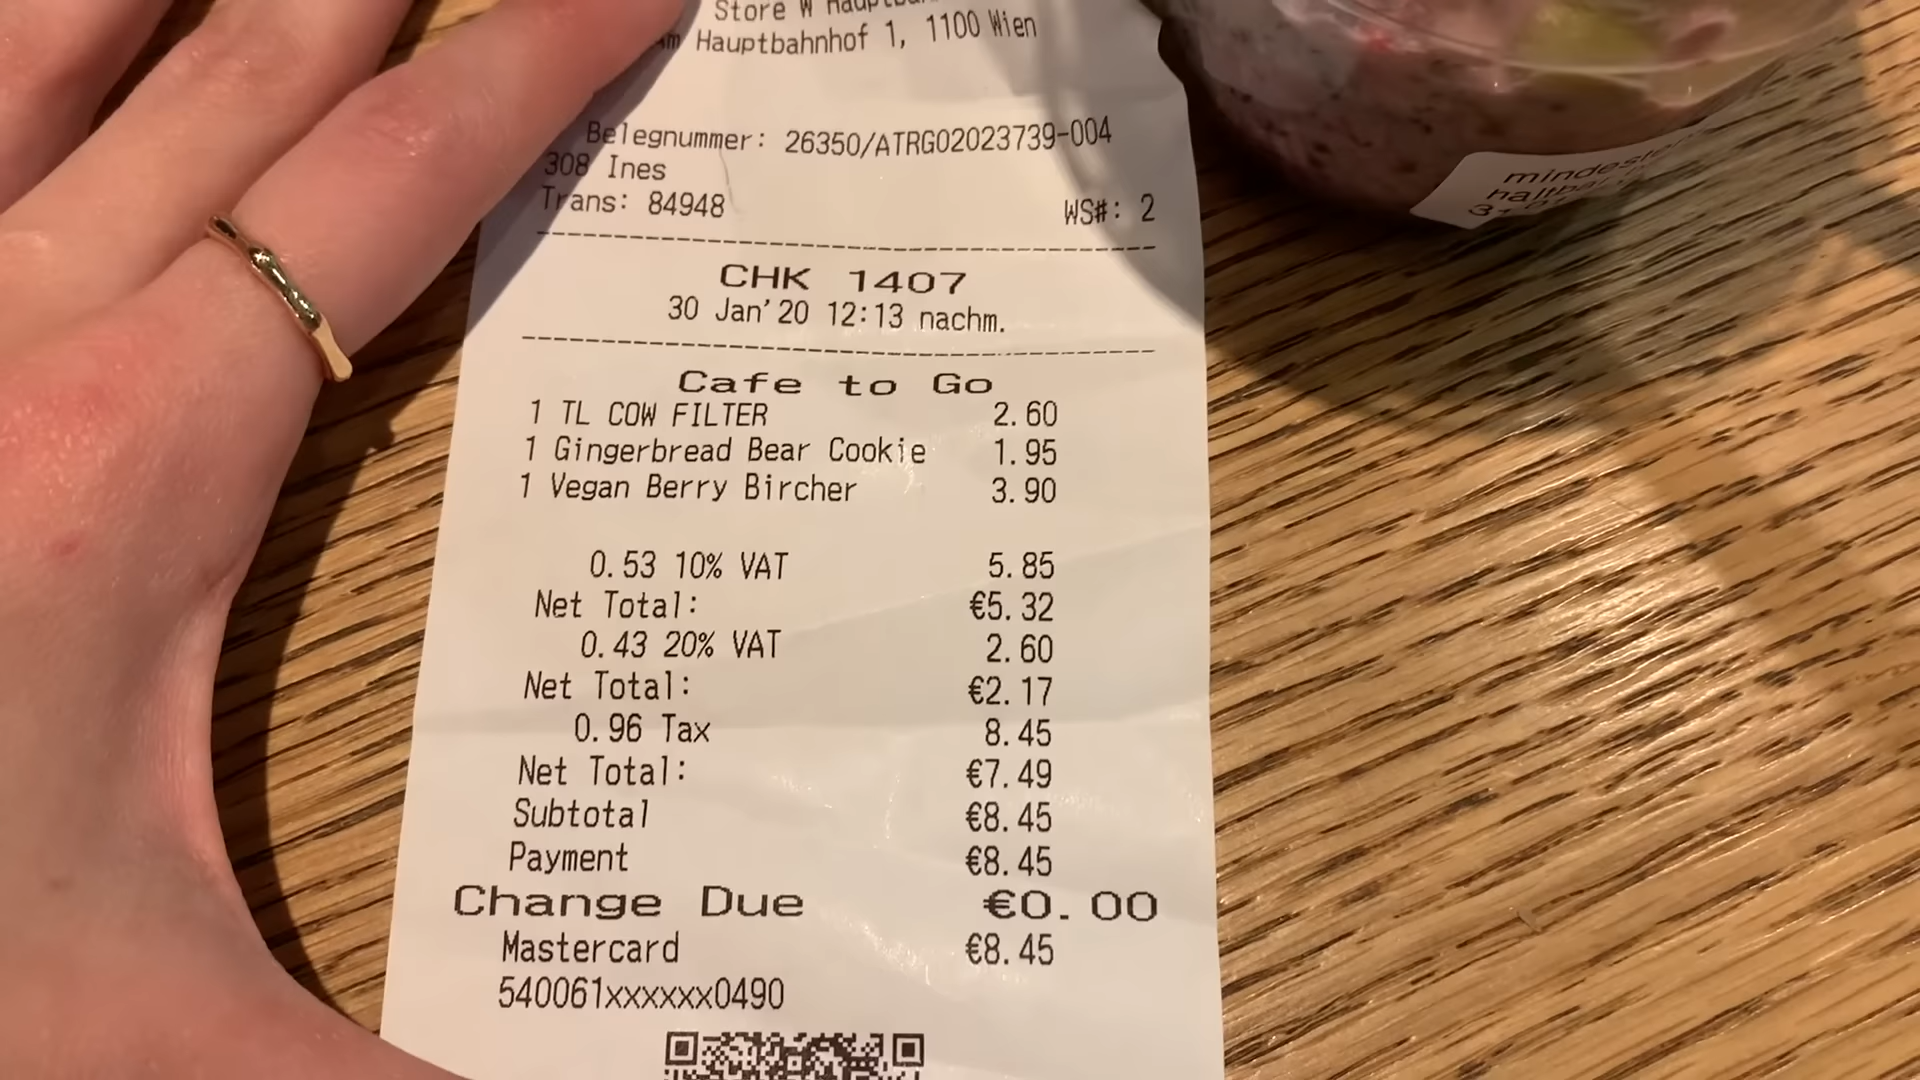 Store W
Am Hauptbahnhof 1, 1100 Wien
Belegnummer: 26350/ATRG02023739-004
308 Ines
Trans: 84948 WS#: 2
CHK 1407
30 Jan'20 12:13 nachm.
Cafe to Go
1 TL COW FILTER 2.60
1 Gingerbread Bear Cookie 1.95
1 Vegan Berry Bircher 3.90
0.53 10% VAT 5.85
Net Total: €5.32
0.43 20% VAT 2.60
Net Total: €2.17
0.96 Tax 8.45
Net Total: €7.49
Subtotal €8.45
Payment €8.45
Change Due €0.00
Mastercard €8.45
540061xxxxxx0490